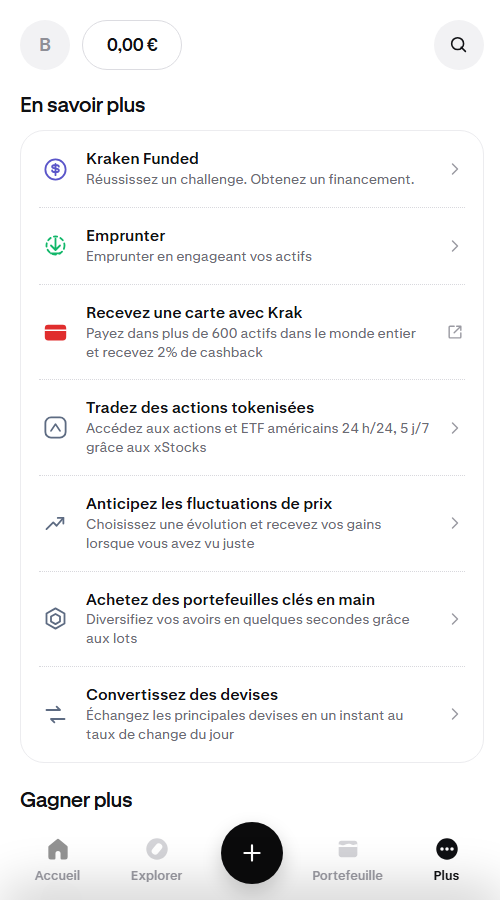 B
0,00 €
En savoir plus
Kraken Funded
Réussissez un challenge. Obtenez un financement.
Emprunter
Emprunter en engageant vos actifs
Recevez une carte avec Krak
Payez dans plus de 600 actifs dans le monde entier
et recevez 2% de cashback
Tradez des actions tokenisées
Accédez aux actions et ETF américains 24 h/24, 5 j/7
grâce aux xStocks
Anticipez les fluctuations de prix
Choisissez une évolution et recevez vos gains
lorsque vous avez vu juste
Achetez des portefeuilles clés en main
Diversifiez vos avoirs en quelques secondes grâce
aux lots
Convertissez des devises
Échangez les principales devises en un instant au
taux de change du jour
Gagner plus
Accueil
Explorer
Portefeuille
Plus